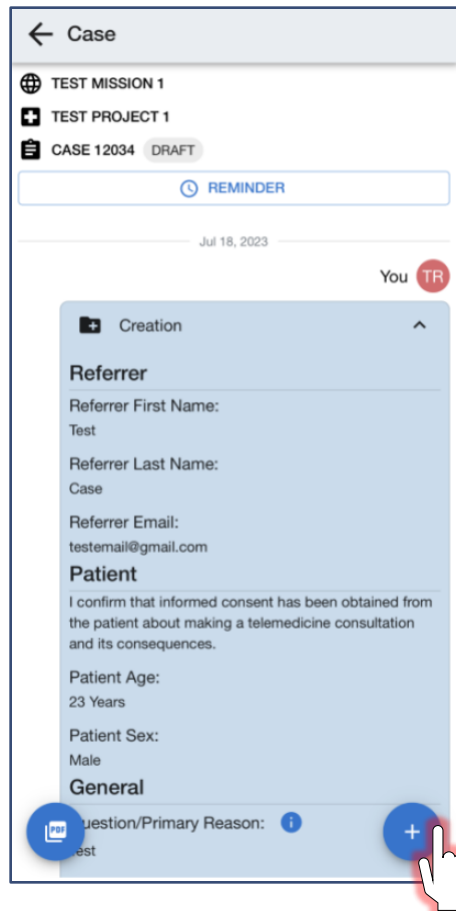 Case
TEST MISSION 1
TEST PROJECT 1
CASE 12034 DRAFT
REMINDER
Jul 18, 2023
You TR
Creation
Referrer
Referrer First Name:
Test
Referrer Last Name:
Case
Referrer Email:
testemail@gmail.com
Patient
I confirm that informed consent has been obtained from
the patient about making a telemedicine consultation
and its consequences.
Patient Age:
23 Years
Patient Sex:
Male
General
uestion/Primary Reason: i
PDF
est
+